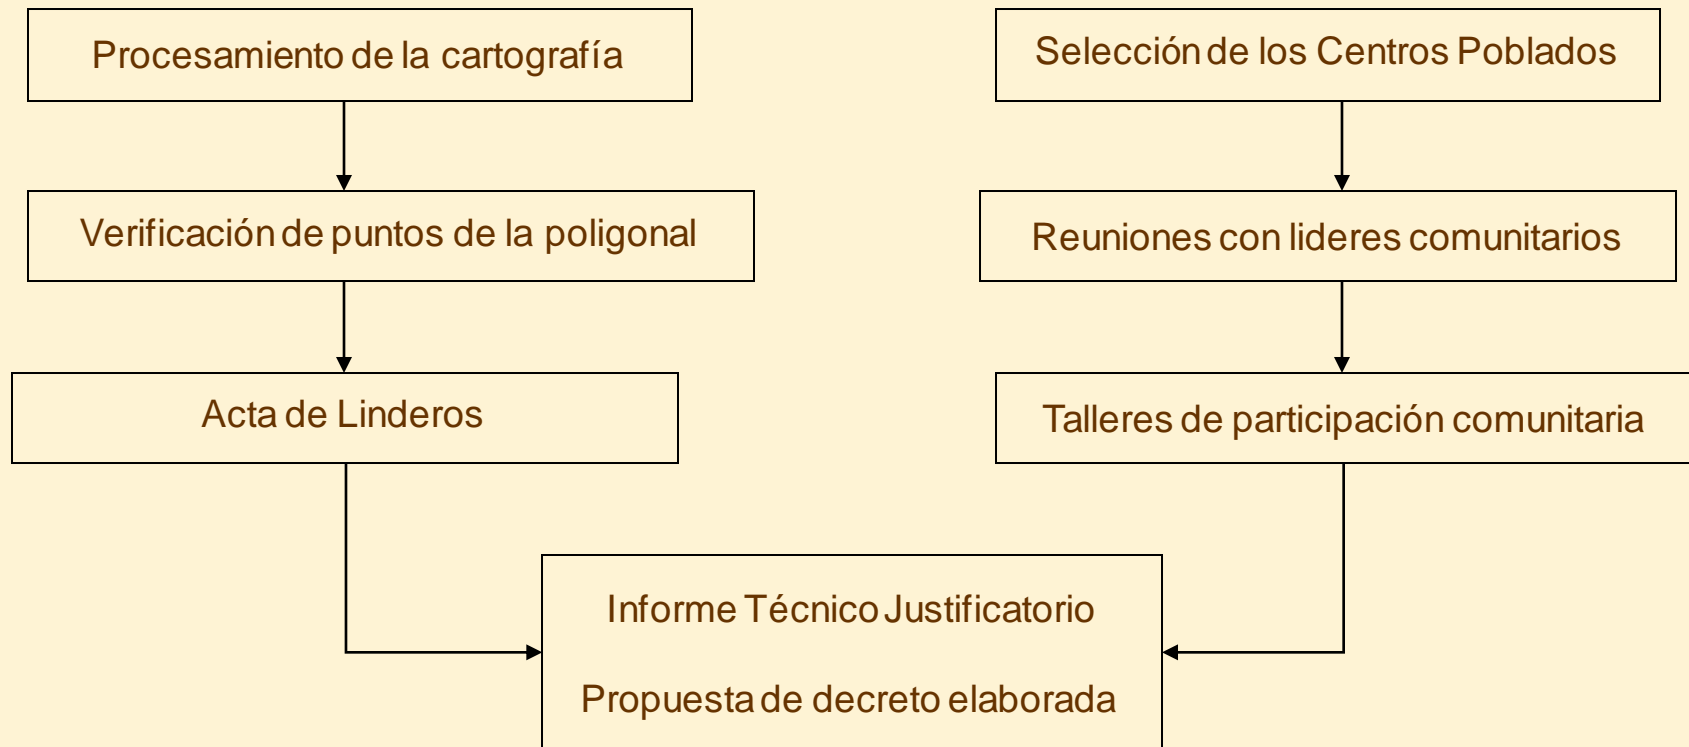 Procesamiento de la cartografía
Selección de los Centros Poblados
Verificación de puntos de la poligonal
Reuniones con lideres comunitarios
Acta de Linderos
Talleres de participación comunitaria
Informe Técnico Justificatorio
Propuesta de decreto elaborada